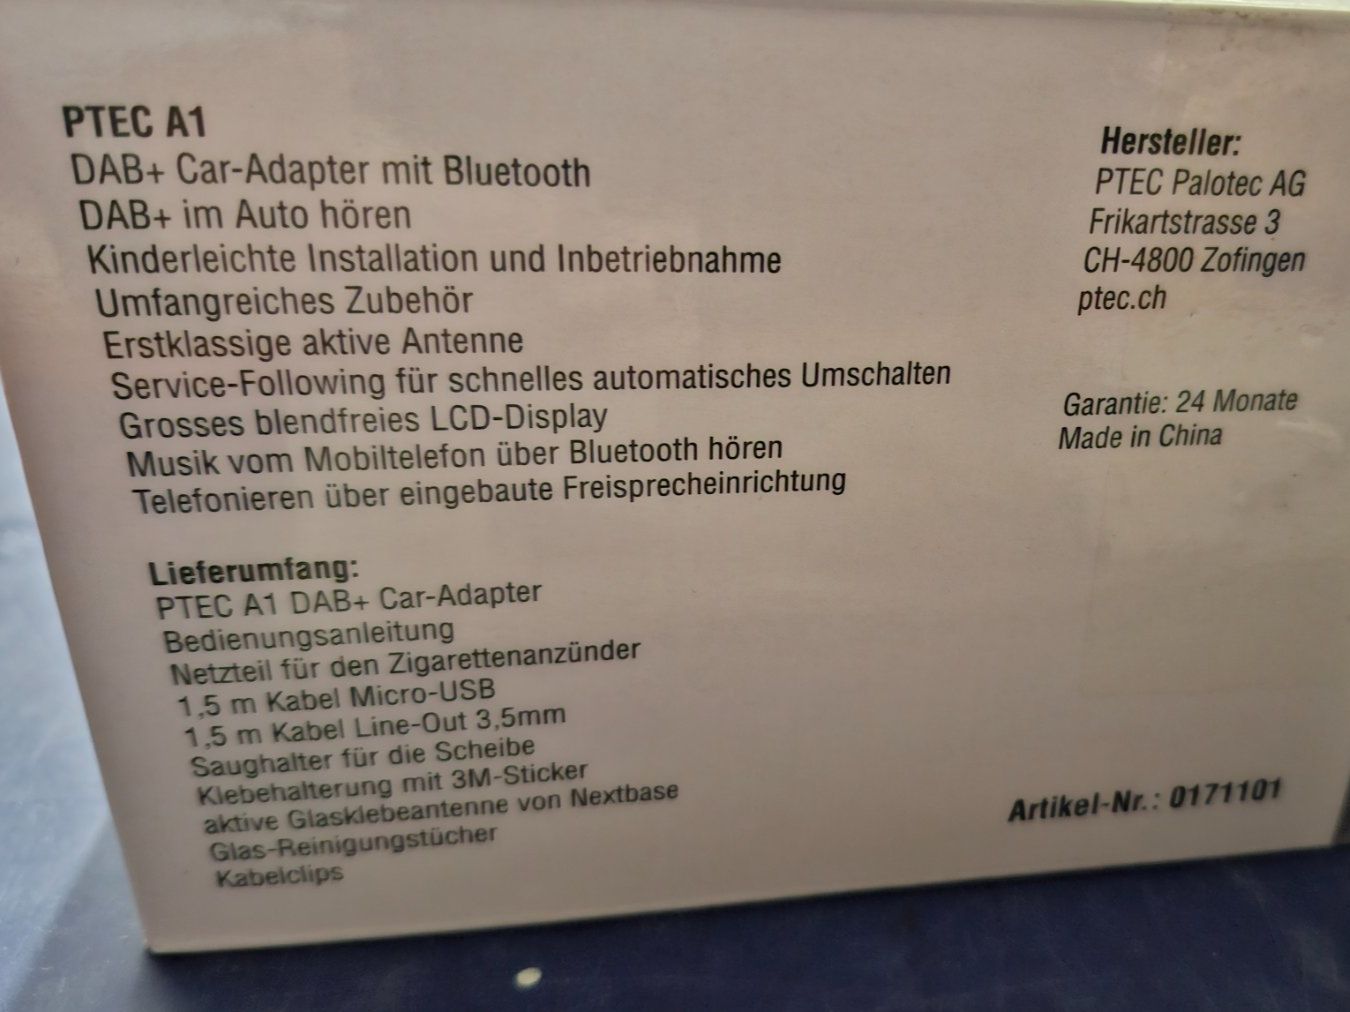 PTEC A1
DAB+ Car-Adapter mit Bluetooth
DAB+ im Auto hören
Kinderleichte Installation und Inbetriebnahme
Umfangreiches Zubehör
Erstklassige aktive Antenne
Service-Following für schnelles automatisches Umschalten
Grosses blendfreies LCD-Display
Musik vom Mobiltelefon über Bluetooth hören
Telefonieren über eingebaute Freisprecheinrichtung
Lieferumfang:
PTEC A1 DAB+ Car-Adapter
Bedienungsanleitung
Netzteil für den Zigarettenanzünder
1,5 m Kabel Micro-USB
1,5 m Kabel Line-Out 3,5mm
Saughalter für die Scheibe
Klebehalterung mit 3M-Sticker
aktive Glasklebeantenne von Nextbase
Glas-Reinigungstücher
Kabelclips
Hersteller:
PTEC Palotec AG
Frikartstrasse 3
CH-4800 Zofingen
ptec.ch
Garantie: 24 Monate
Made in China
Artikel-Nr.: 0171101